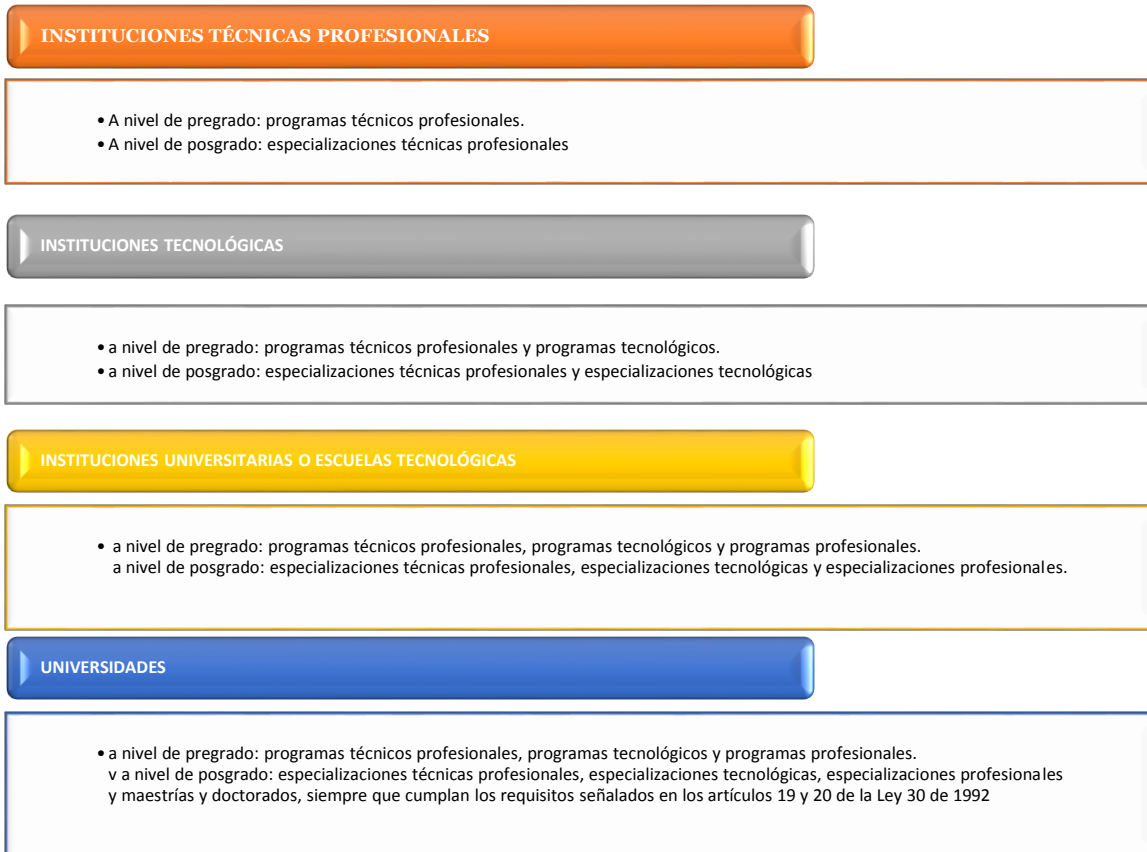 INSTITUCIONES TÉCNICAS PROFESIONALES
• A nivel de pregrado: programas técnicos profesionales.
• A nivel de posgrado: especializaciones técnicas profesionales
INSTITUCIONES TECNOLÓGICAS
• a nivel de pregrado: programas técnicos profesionales y programas tecnológicos.
• a nivel de posgrado: especializaciones técnicas profesionales y especializaciones tecnológicas
INSTITUCIONES UNIVERSITARIAS O ESCUELAS TECNOLÓGICAS
• a nivel de pregrado: programas técnicos profesionales, programas tecnológicos y programas profesionales.
a nivel de posgrado: especializaciones técnicas profesionales, especializaciones tecnológicas y especializaciones profesionales.
UNIVERSIDADES
• a nivel de pregrado: programas técnicos profesionales, programas tecnológicos y programas profesionales.
v a nivel de posgrado: especializaciones técnicas profesionales, especializaciones tecnológicas, especializaciones profesionales
y maestrías y doctorados, siempre que cumplan los requisitos señalados en los artículos 19 y 20 de la Ley 30 de 1992